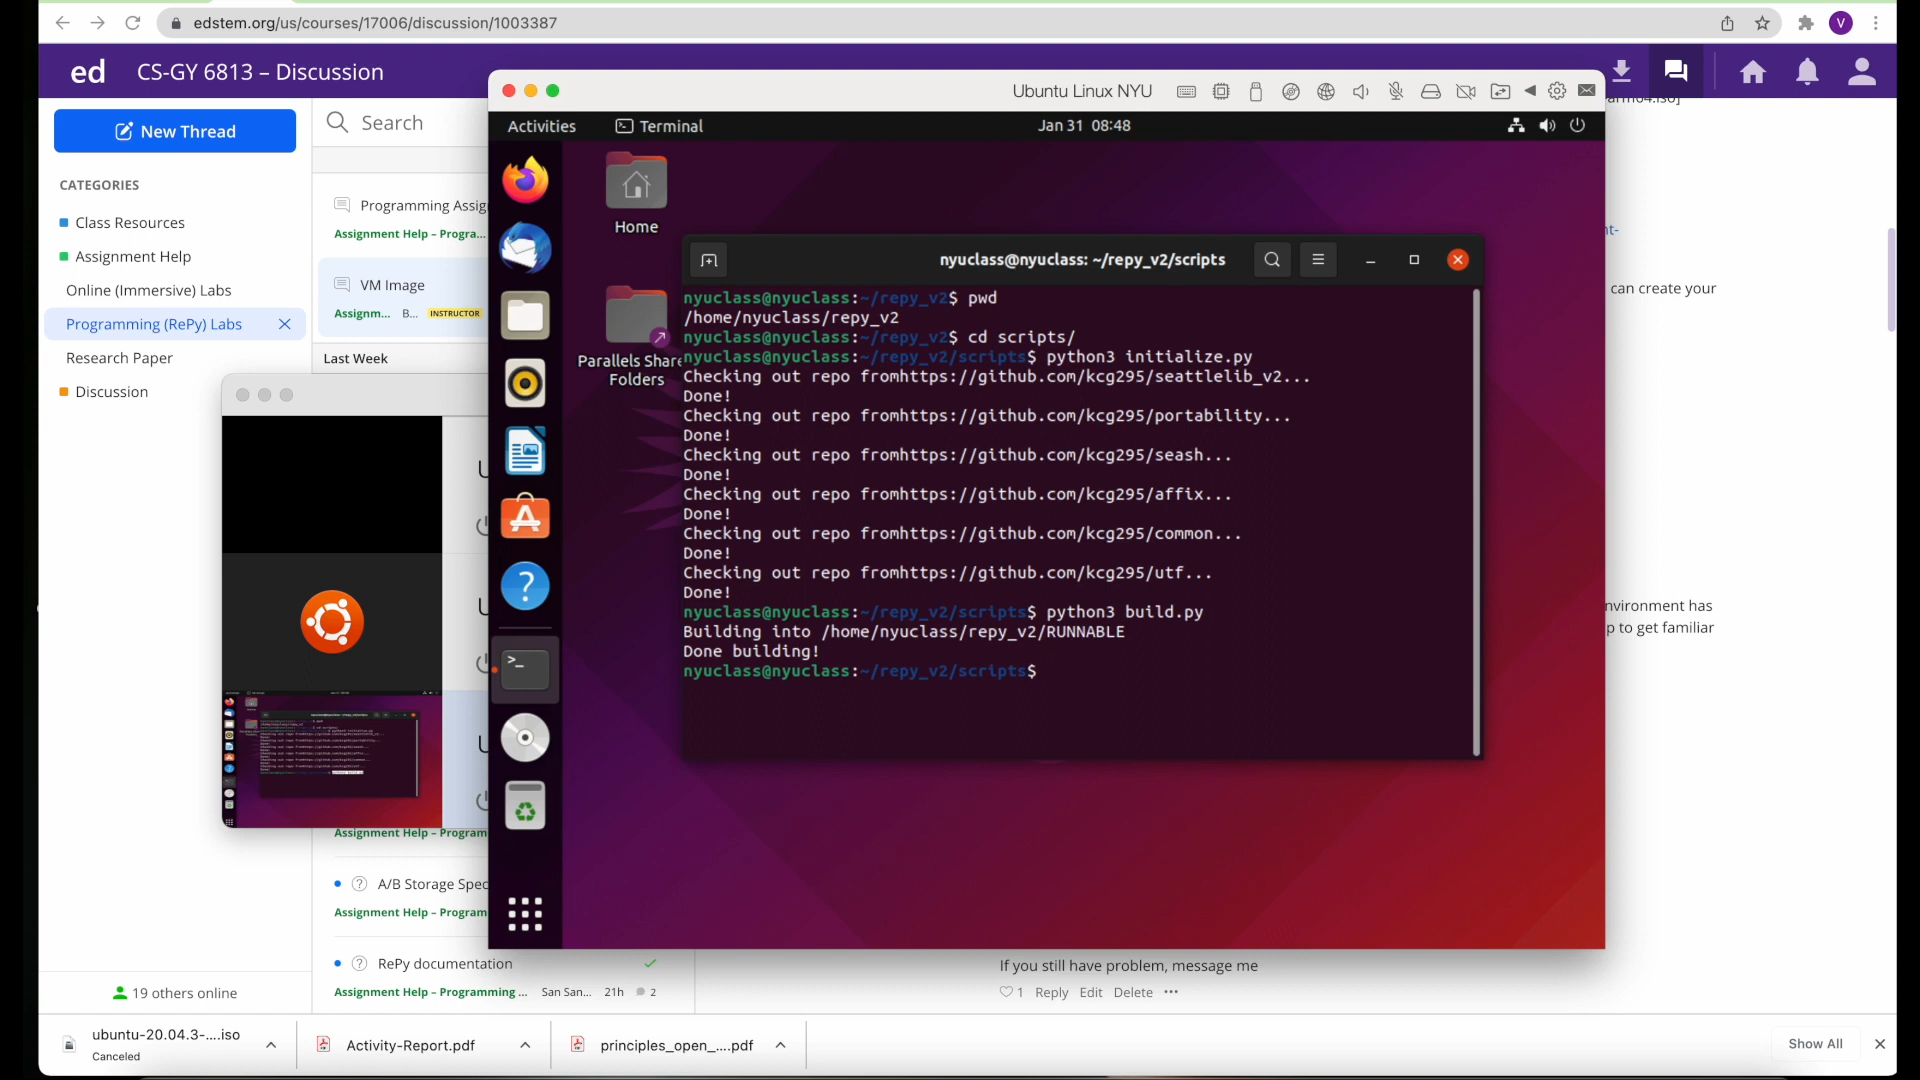 edstem.org/us/courses/17006/discussion/1003387
V
ed CS-GY 6813 – Discussion
New Thread
CATEGORIES
Class Resources
Assignment Help
Online (Immersive) Labs
Programming (RePy) Labs
Research Paper
Discussion
19 others online
Search
Programming Assig
Assignment Help – Progra...
VM Image
Assignm... B... INSTRUCTOR
Last Week
Assignment Help – Program
A/B Storage Spec
Assignment Help – Program
RePy documentation
Assignment Help – Programming ... San San... 21h 2
Ubuntu Linux NYU
Activities
Terminal
Jan 31 08:48
Home
Parallels Share
Folders
nyuclass@nyuclass: ~/repy_v2/scripts
nyuclass@nyuclass:~/repy_v2$ pwd
/home/nyuclass/repy_v2
nyuclass@nyuclass:~/repy_v2$ cd scripts/
nyuclass@nyuclass:~/repy_v2/scripts$ python3 initialize.py
Checking out repo fromhttps://github.com/kcg295/seattlelib_v2...
Done!
Checking out repo fromhttps://github.com/kcg295/portability...
Done!
Checking out repo fromhttps://github.com/kcg295/seash...
Done!
Checking out repo fromhttps://github.com/kcg295/affix...
Done!
Checking out repo fromhttps://github.com/kcg295/common...
Done!
Checking out repo fromhttps://github.com/kcg295/utf...
Done!
nyuclass@nyuclass:~/repy_v2/scripts$ python3 build.py
Building into /home/nyuclass/repy_v2/RUNNABLE
Done building!
nyuclass@nyuclass:~/repy_v2/scripts$
nt-
can create your
nvironment has
p to get familiar
If you still have problem, message me
1 Reply Edit Delete ...
ubuntu-20.04.3-....iso
Canceled
Activity-Report.pdf
principles_open_....pdf
Show All